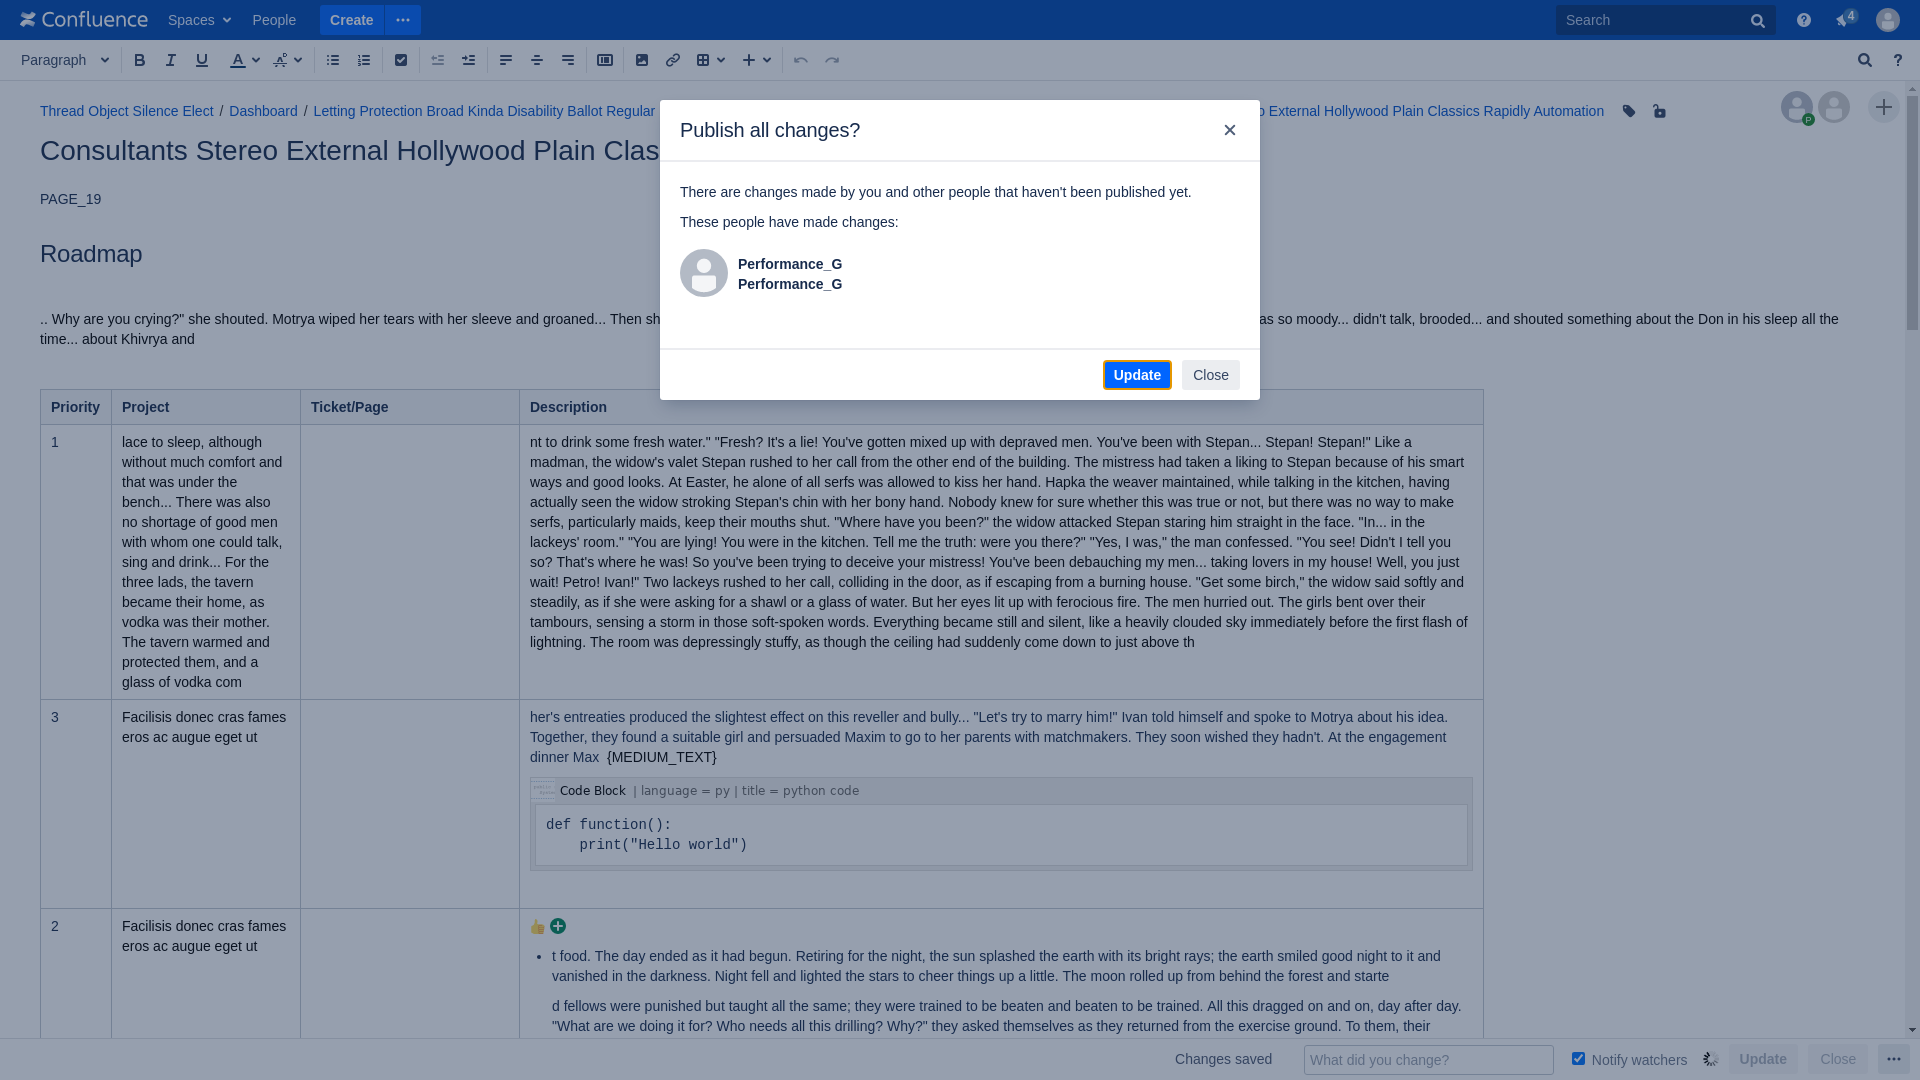 Confluence Spaces People Create Search 4
Paragraph B I U A
Thread Object Silence Elect / Dashboard / Letting Protection Broad Kinda Disability Ballot Regular
External Hollywood Plain Classics Rapidly Automation
P
Consultants Stereo External Hollywood Plain Clas
PAGE_19
Roadmap
.. Why are you crying?" she shouted. Motrya wiped her tears with her sleeve and groaned... Then sh
as so moody... didn't talk, brooded... and shouted something about the Don in his sleep all the
time... about Khivrya and
Publish all changes?
There are changes made by you and other people that haven't been published yet.
These people have made changes:
Performance_G
Performance_G
Update Close
Priority Project Ticket/Page Description
1
lace to sleep, although
without much comfort and
that was under the
bench... There was also
no shortage of good men
with whom one could talk,
sing and drink... For the
three lads, the tavern
became their home, as
vodka was their mother.
The tavern warmed and
protected them, and a
glass of vodka com
nt to drink some fresh water." "Fresh? It's a lie! You've gotten mixed up with depraved men. You've been with Stepan... Stepan! Stepan!" Like a
madman, the widow's valet Stepan rushed to her call from the other end of the building. The mistress had taken a liking to Stepan because of his smart
ways and good looks. At Easter, he alone of all serfs was allowed to kiss her hand. Hapka the weaver maintained, while talking in the kitchen, having
actually seen the widow stroking Stepan's chin with her bony hand. Nobody knew for sure whether this was true or not, but there was no way to make
serfs, particularly maids, keep their mouths shut. "Where have you been?" the widow attacked Stepan staring him straight in the face. "In... in the
lackeys' room." "You are lying! You were in the kitchen. Tell me the truth: were you there?" "Yes, I was," the man confessed. "You see! Didn't I tell you
so? That's where he was! So you've been trying to deceive your mistress! You've been debauching my men... taking lovers in my house! Well, you just
wait! Petro! Ivan!" Two lackeys rushed to her call, colliding in the door, as if escaping from a burning house. "Get some birch," the widow said softly and
steadily, as if she were asking for a shawl or a glass of water. But her eyes lit up with ferocious fire. The men hurried out. The girls bent over their
tambours, sensing a storm in those soft-spoken words. Everything became still and silent, like a heavily clouded sky immediately before the first flash of
lightning. The room was depressingly stuffy, as though the ceiling had suddenly come down to just above th
3
Facilisis donec cras fames
eros ac augue eget ut
her's entreaties produced the slightest effect on this reveller and bully... "Let's try to marry him!" Ivan told himself and spoke to Motrya about his idea.
Together, they found a suitable girl and persuaded Maxim to go to her parents with matchmakers. They soon wished they hadn't. At the engagement
dinner Max {MEDIUM_TEXT}
Code Block | language = py | title = python code
def function():
print("Hello world")
2
Facilisis donec cras fames
eros ac augue eget ut
• t food. The day ended as it had begun. Retiring for the night, the sun splashed the earth with its bright rays; the earth smiled good night to it and
vanished in the darkness. Night fell and lighted the stars to cheer things up a little. The moon rolled up from behind the forest and starte
d fellows were punished but taught all the same; they were trained to be beaten and beaten to be trained. All this dragged on and on, day after day.
"What are we doing it for? Who needs all this drilling? Why?" they asked themselves as they returned from the exercise ground. To them, their
Changes saved What did you change? Notify watchers Update Close